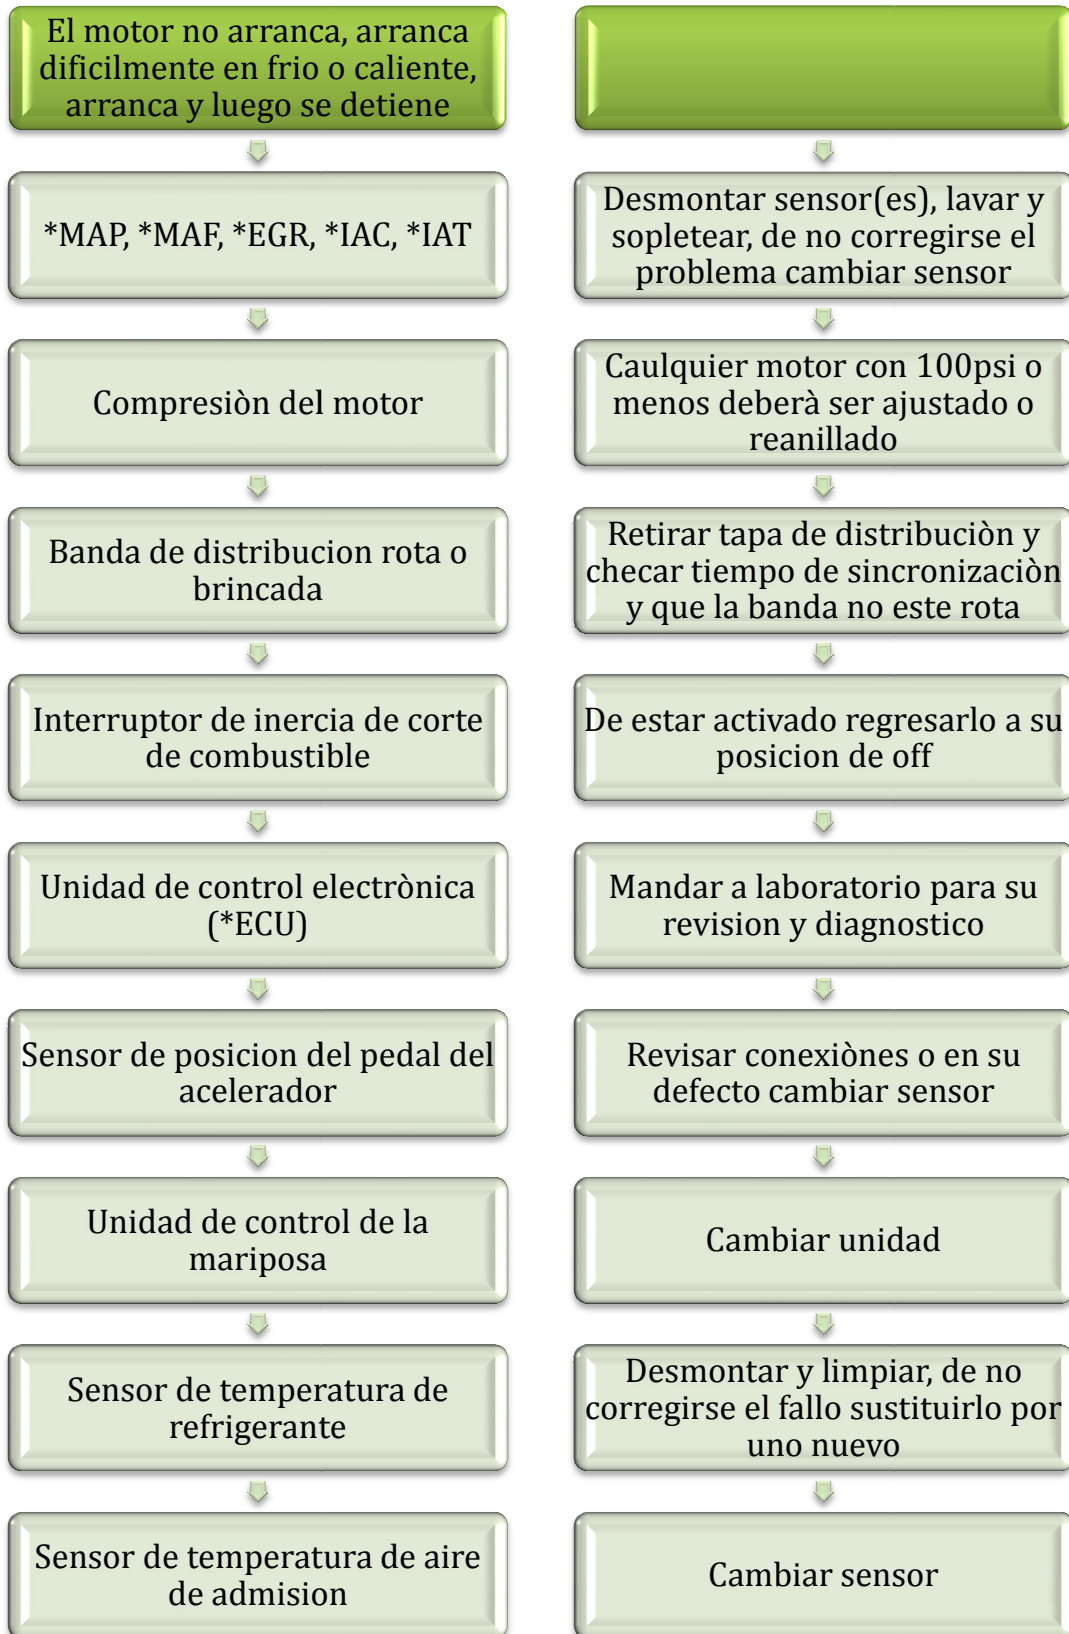 El motor no arranca, arranca
dificilmente en frio o caliente,
arranca y luego se detiene
*MAP, *MAF, *EGR, *IAC, *IAT
Desmontar sensor(es), lavar y
sopletear, de no corregirse el
problema cambiar sensor
Compresiòn del motor
Caulquier motor con 100psi o
menos deberà ser ajustado o
reanillado
Banda de distribucion rota o
brincada
Retirar tapa de distribuciòn y
checar tiempo de sincronizaciòn
y que la banda no este rota
Interruptor de inercia de corte
de combustible
De estar activado regresarlo a su
posicion de off
Unidad de control electrònica
(*ECU)
Mandar a laboratorio para su
revision y diagnostico
Sensor de posicion del pedal del
acelerador
Revisar conexiònes o en su
defecto cambiar sensor
Unidad de control de la
mariposa
Cambiar unidad
Sensor de temperatura de
refrigerante
Desmontar y limpiar, de no
corregirse el fallo sustituirlo por
uno nuevo
Sensor de temperatura de aire
de admision
Cambiar sensor